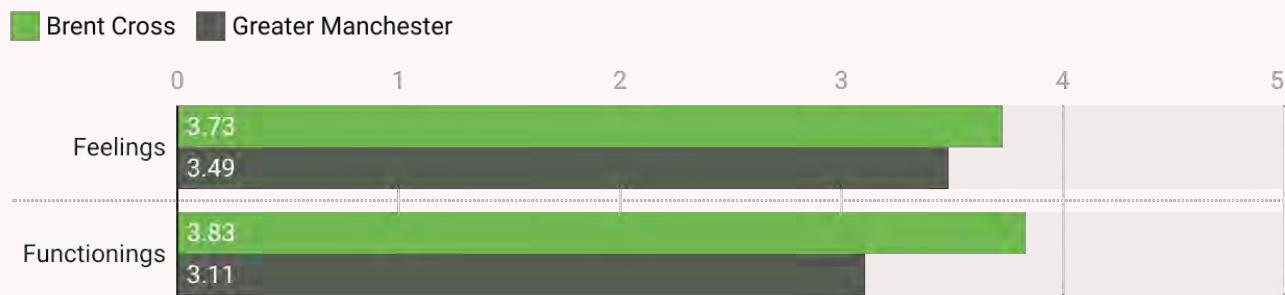 Brent Cross Greater Manchester
0 1 2 3 4 5
Feelings 3.73
3.49
Functionings 3.83
3.11